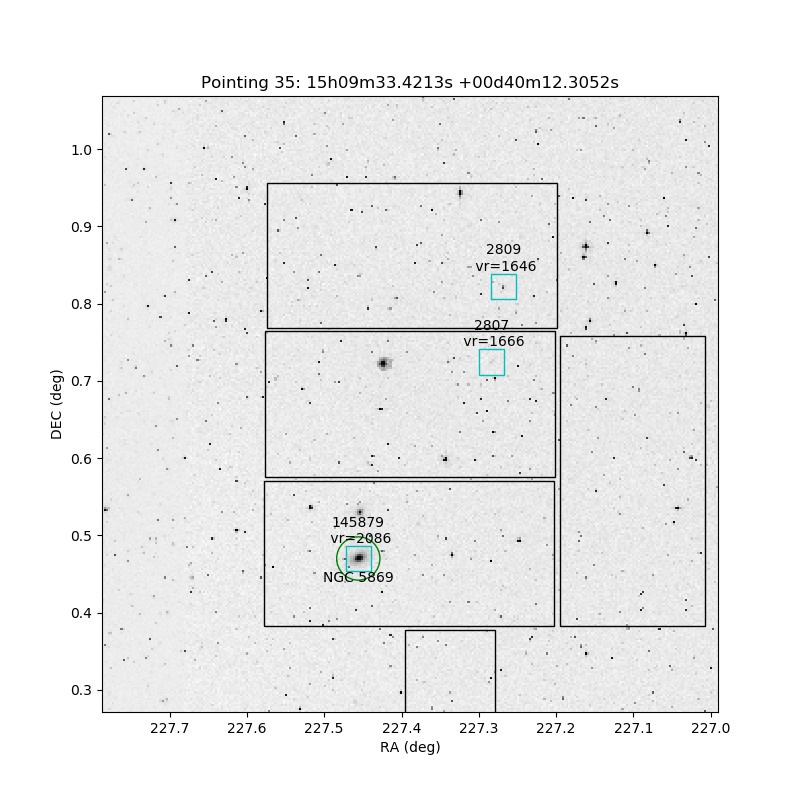 Pointing 35: 15h09m33.4213s +00d40m12.3052s
1.0
0.9
2809
vr=1646
0.8
2807
vr=1666
0.7
DEC (deg)
0.6
0.5
145879
vr=2086
NGC 5869
0.4
0.3
227.7
227.6
227.5
227.4
227.3
227.2
227.1
227.0
RA (deg)